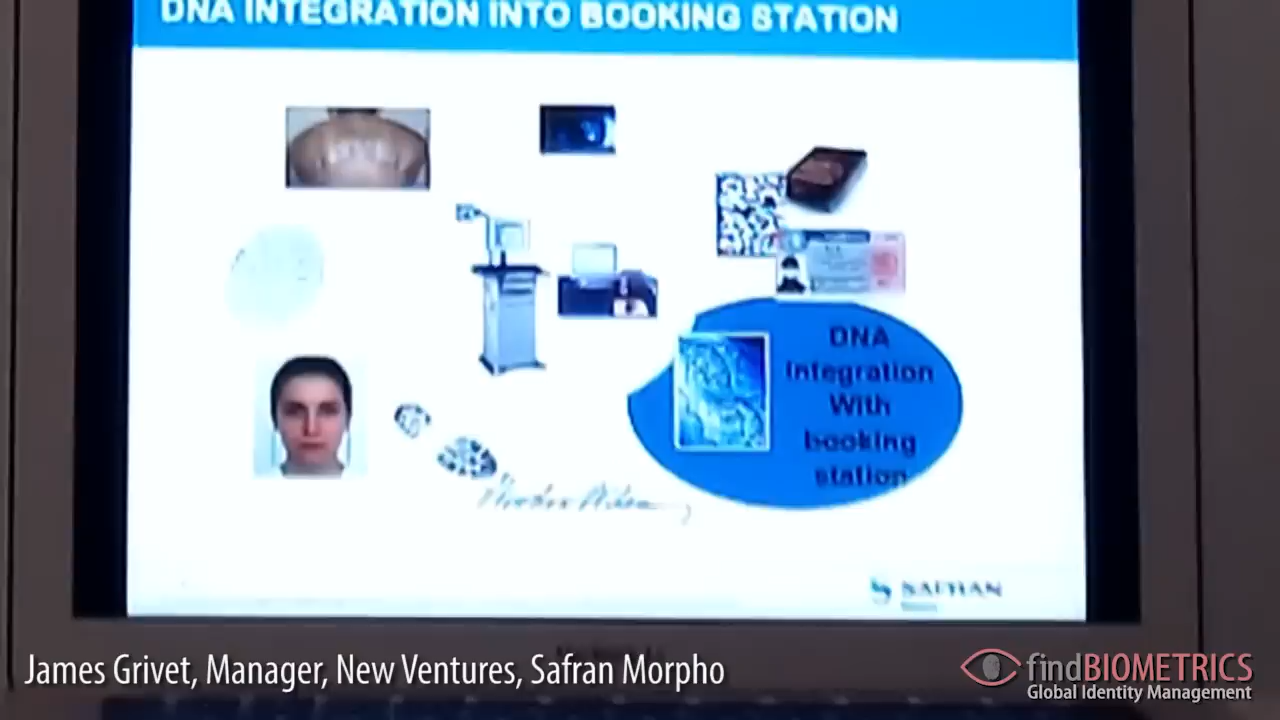 DNA INTEGRATION INTO BOOKING STATION
DNA
Integration
With
booking
station
SAFRAN
James Grivet, Manager, New Ventures, Safran Morpho
findBIOMETRICS
Global Identity Management